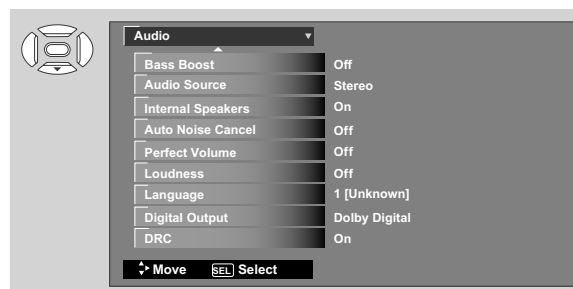 Audio
Bass Boost Off
Audio Source Stereo
Internal Speakers On
Auto Noise Cancel Off
Perfect Volume Off
Loudness Off
Language 1 [Unknown]
Digital Output Dolby Digital
DRC On
Move SEL Select